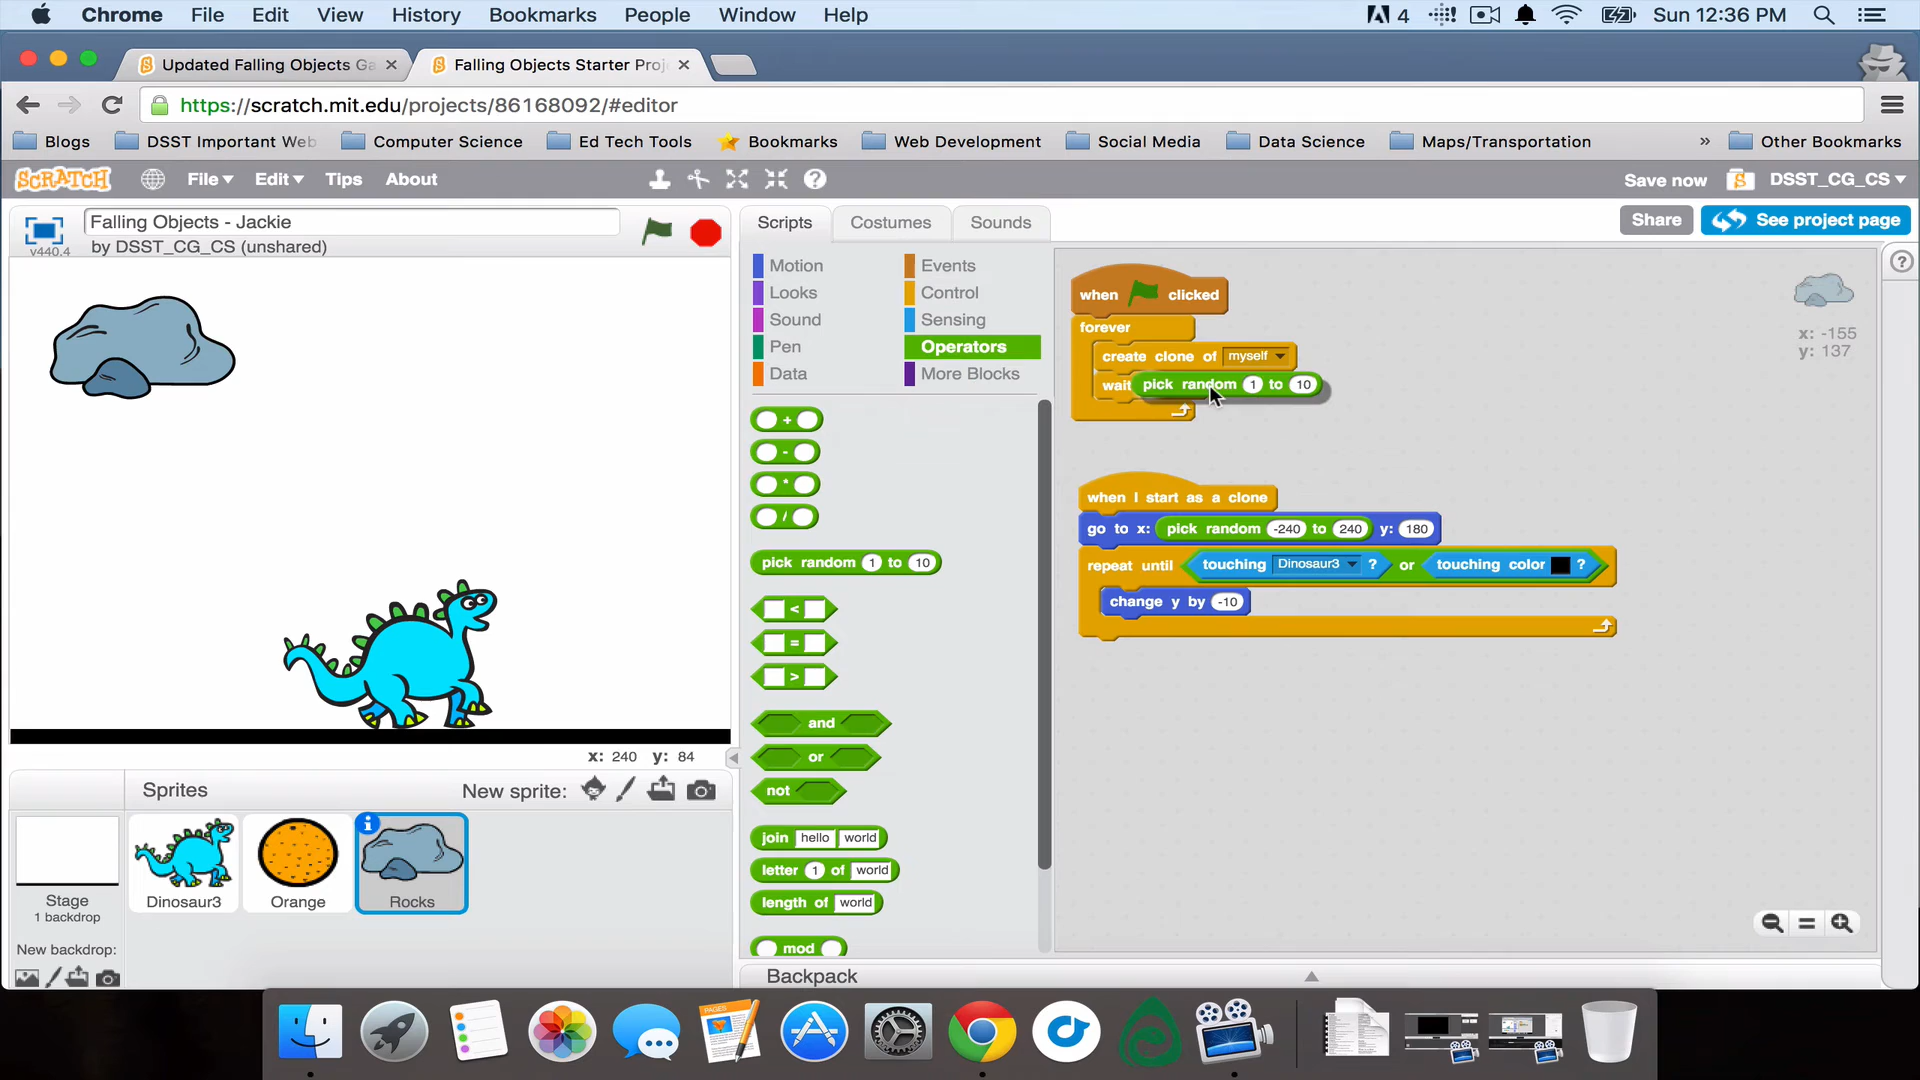 Chrome File Edit View History Bookmarks People Window Help 4 Sun 12:36 PM
Updated Falling Objects Ga
Falling Objects Starter Proj
https://scratch.mit.edu/projects/86168092/#editor
Blogs DSST Important Web Computer Science Ed Tech Tools Bookmarks Web Development Social Media Data Science Maps/Transportation » Other Bookmarks
SCRATCH File Edit Tips About Save now DSST_CG_CS
Falling Objects - Jackie
by DSST_CG_CS (unshared)
v440.4
Scripts Costumes Sounds
Share See project page
Motion Events
Looks Control
Sound Sensing
Pen Operators
Data More Blocks
+
-
*
/
pick random 1 to 10
<
=
>
and
or
not
join hello world
letter 1 of world
length of world
mod
when clicked
forever
create clone of myself
wait pick random 1 to 10
when I start as a clone
go to x: pick random -240 to 240 y: 180
repeat until touching Dinosaur3 ? or touching color ?
change y by -10
x: -155
y: 137
x: 240 y: 84
Sprites New sprite:
Stage
1 backdrop
New backdrop:
Dinosaur3
Orange
Rocks
Backpack
PAGES